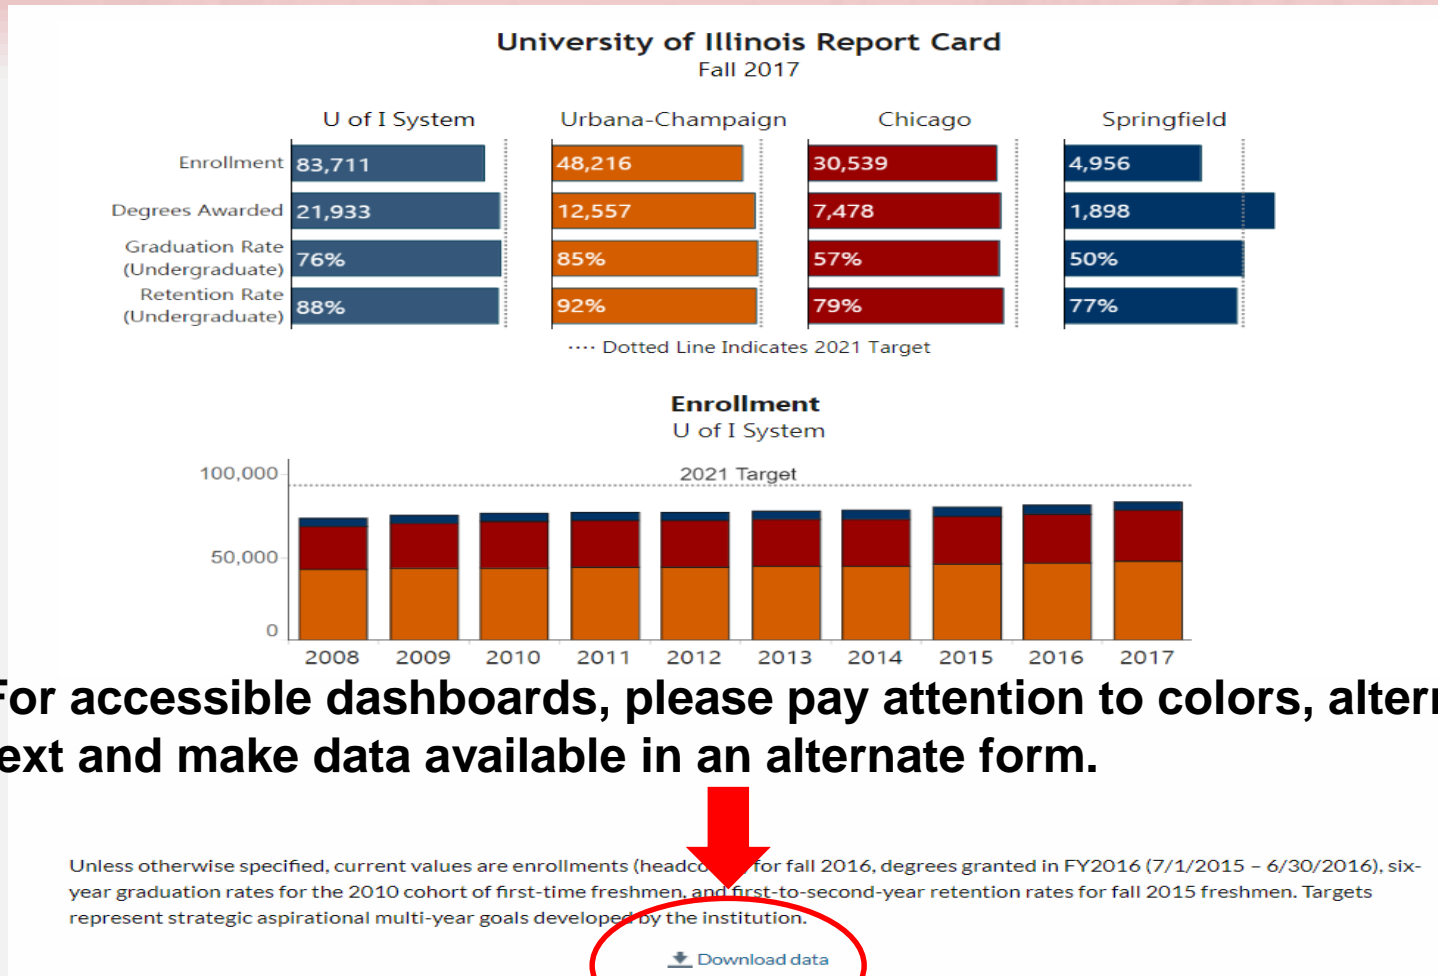 University of Illinois Report Card
Fall 2017
U of I System Urbana-Champaign Chicago Springfield
Enrollment 83,711 48,216 30,539 4,956
Degrees Awarded 21,933 12,557 7,478 1,898
Graduation Rate
(Undergraduate) 76% 85% 57% 50%
Retention Rate
(Undergraduate) 88% 92% 79% 77%
···· Dotted Line Indicates 2021 Target
Enrollment
U of I System
100,000
2021 Target
50,000
0
2008 2009 2010 2011 2012 2013 2014 2015 2016 2017
For accessible dashboards, please pay attention to colors, altern
ext and make data available in an alternate form.
Unless otherwise specified, current values are enrollments for fall 2016, degrees granted in FY2016 (7/1/2015 – 6/30/2016), six-
year graduation rates for the 2010 cohort of first-time freshmen, and first-to-second-year retention rates for fall 2015 freshmen. Targets
represent strategic aspirational multi-year goals developed by the institution.
Download data